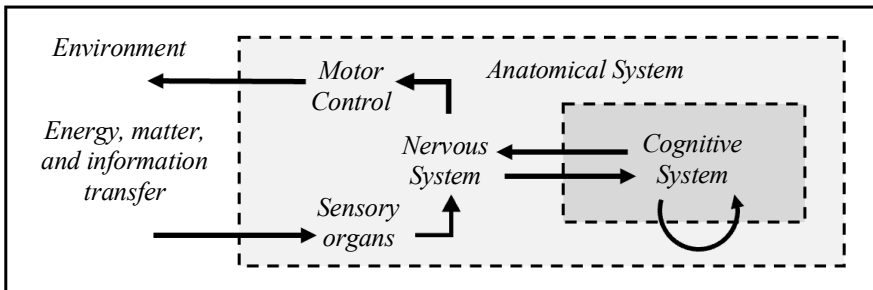 Environment
Energy, matter,
and information
transfer
Motor
Control
Anatomical System
Nervous
System
Cognitive
System
Sensory
organs